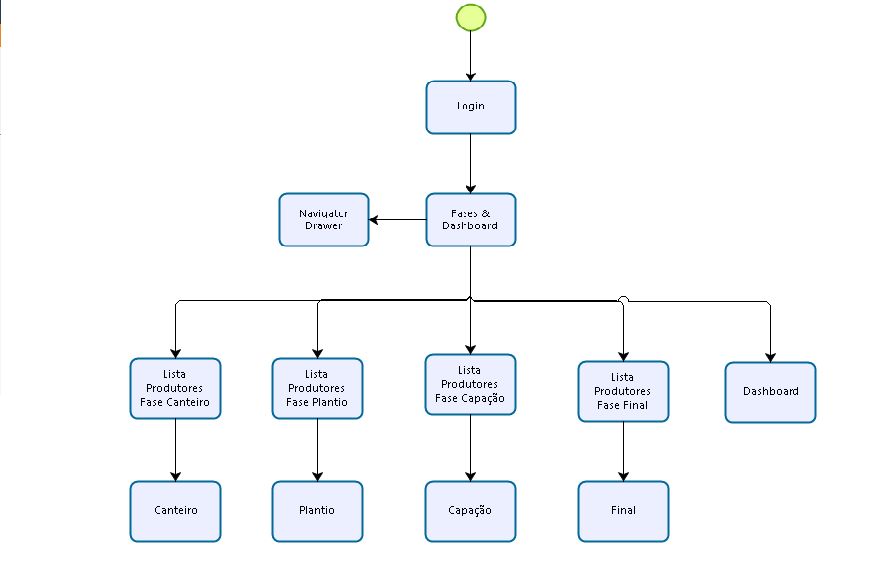 Login
Navigator
Drawer
Fases &
Dashboard
Lista
Produtores
Fase Canteiro
Lista
Produtores
Fase Plantio
Lista
Produtores
Fase Capação
Lista
Produtores
Fase Final
Dashboard
Canteiro
Plantio
Capação
Final